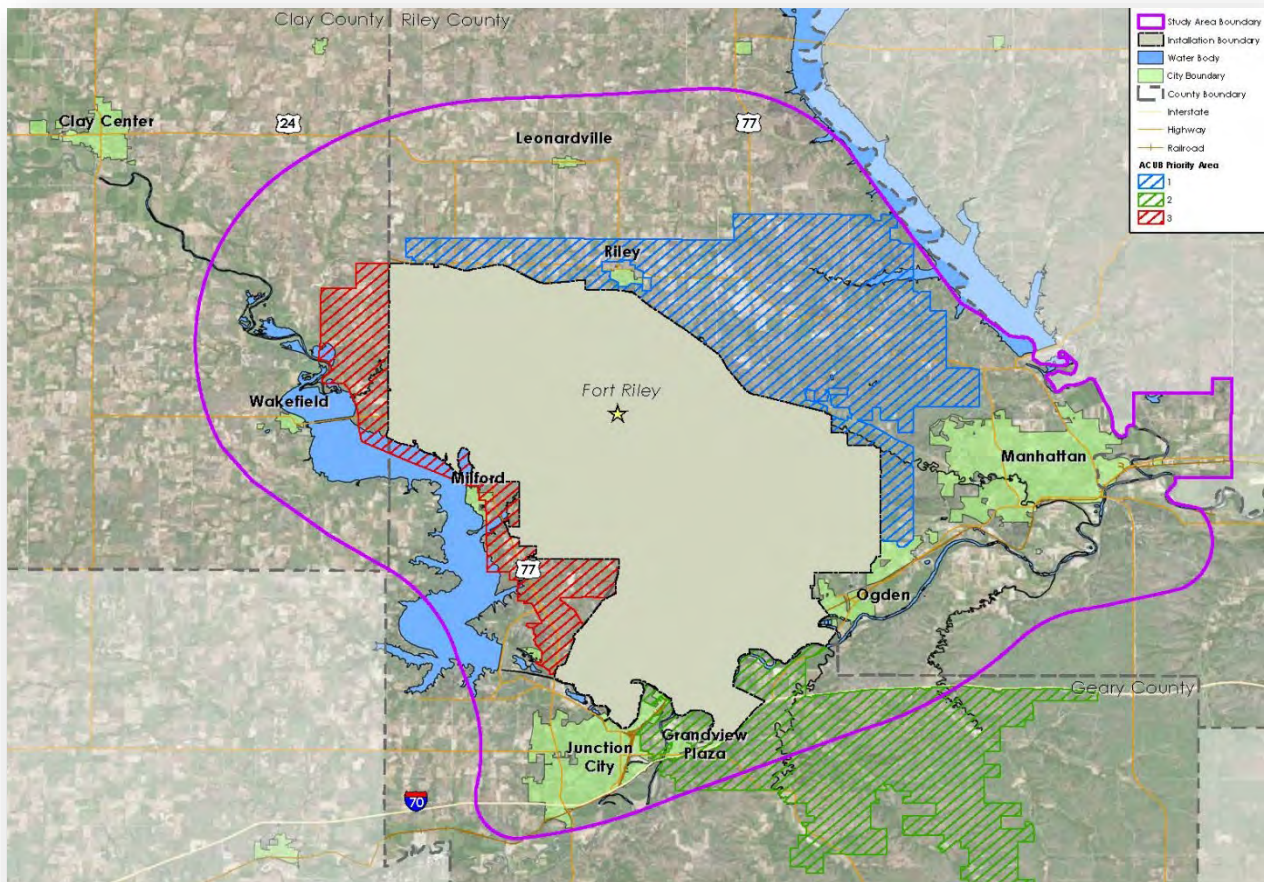 Clay County
Riley County
Study Area Boundary
Installation Boundary
Water Body
City Boundary
County Boundary
Interstate
Highway
Railroad
ACUB Priority Area
1
2
3
Clay Center
24
77
Leonardville
Riley
Fort Riley
Wakefield
Milford
Manhattan
77
Ogden
Geary County
Grandview
Plaza
Junction
City
70